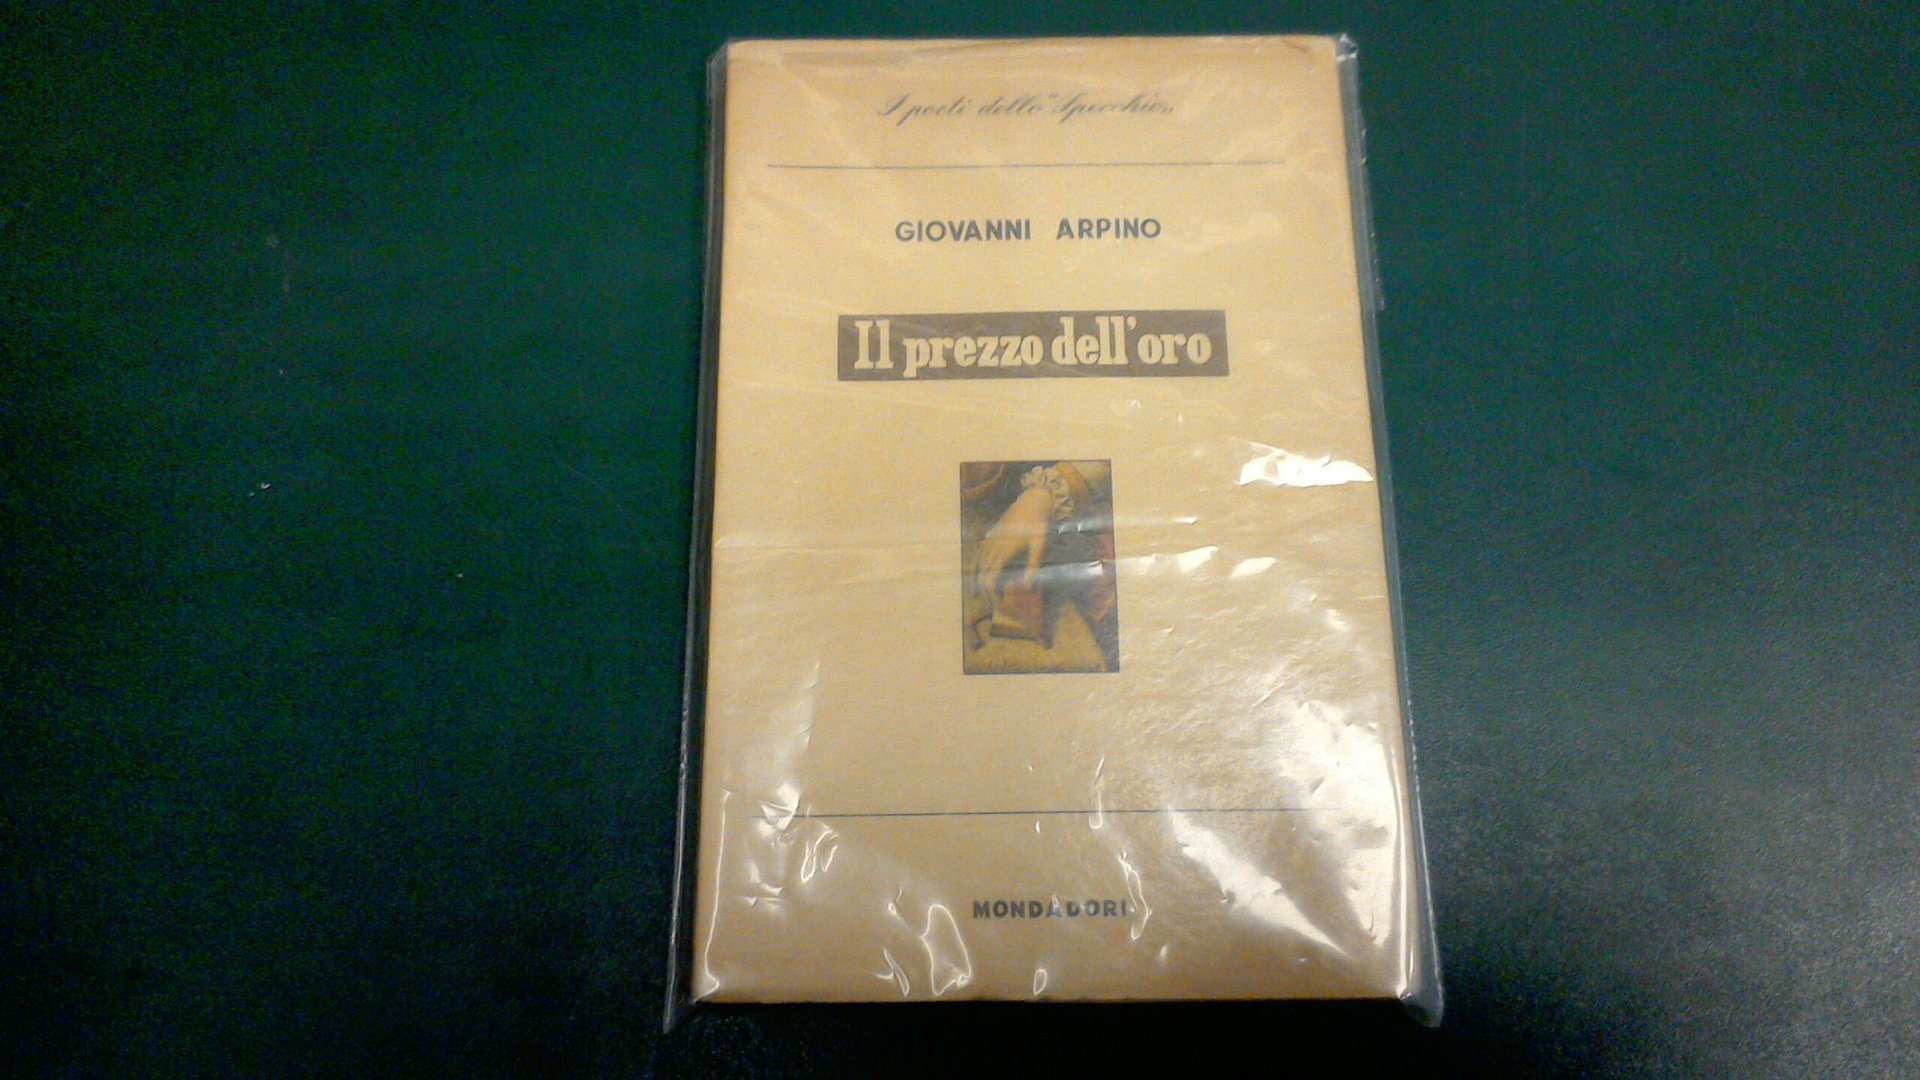 I poeti dello "Specchio"
GIOVANNI ARPINO
Il prezzo dell'oro
MONDADORI